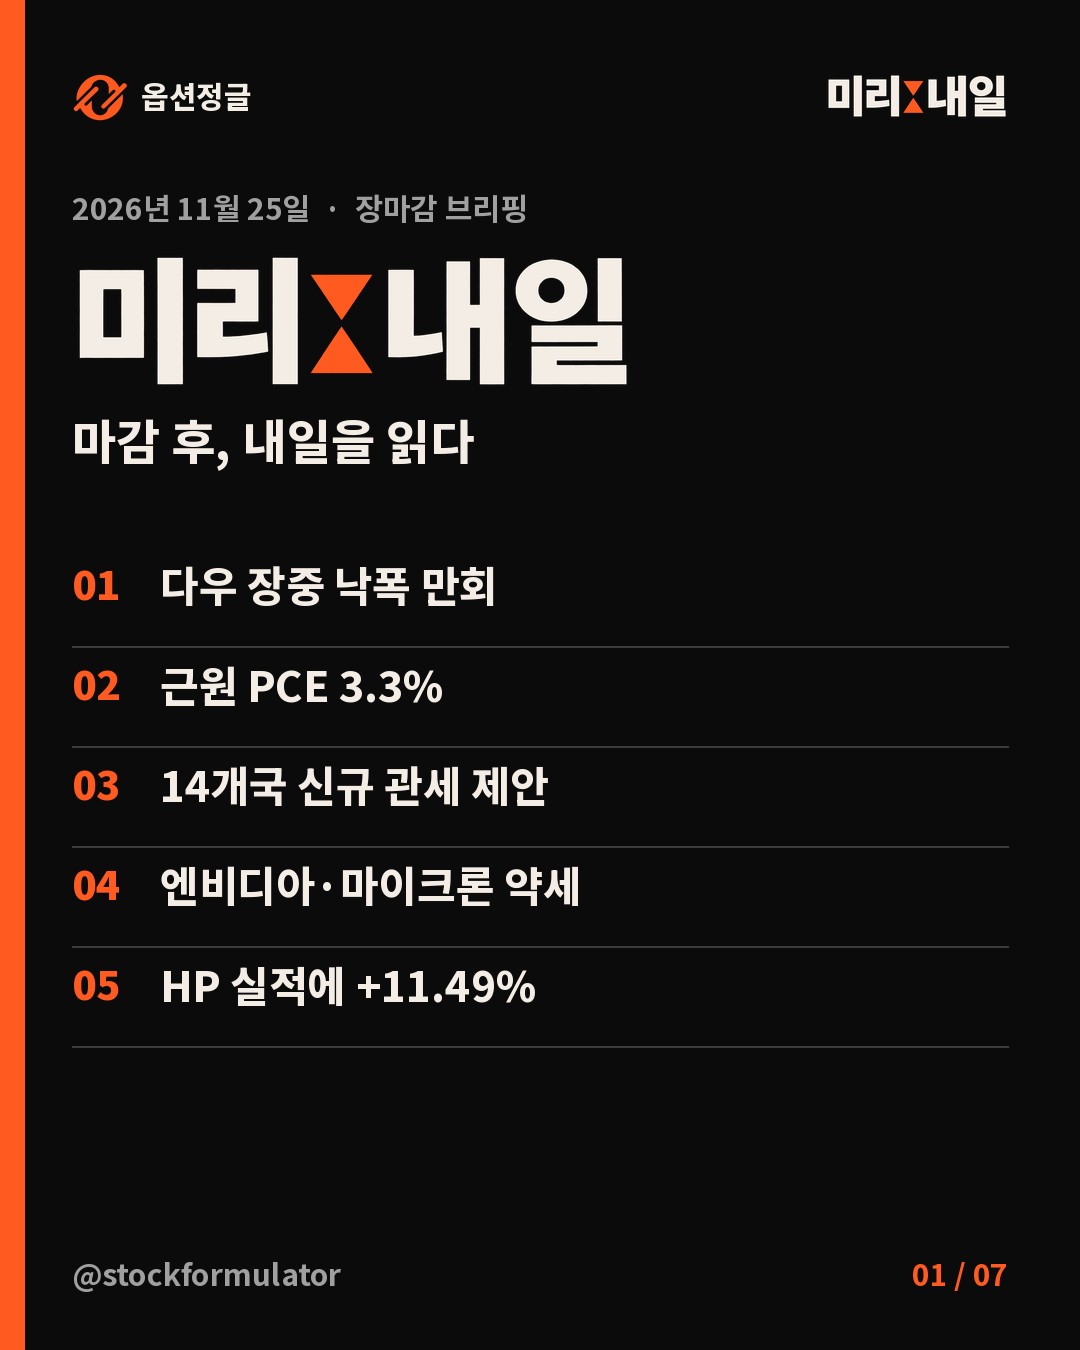 옵션정글
미리 내일
2026년 11월 25일 · 장마감 브리핑
미리 내일
마감 후, 내일을 읽다
01 다우 장중 낙폭 만회
02 근원 PCE 3.3%
03 14개국 신규 관세 제안
04 엔비디아·마이크론 약세
05 HP 실적에 +11.49%
@stockformulator
01 / 07